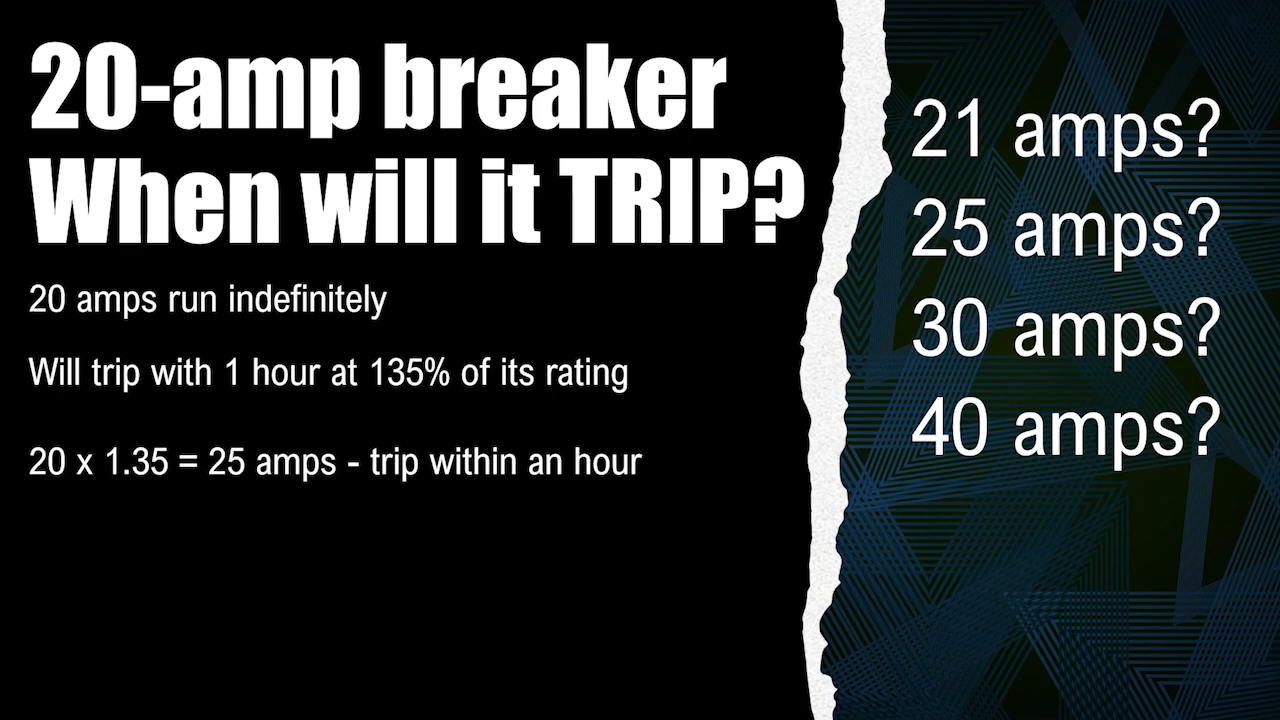 20-amp breaker
When will it TRIP?
20 amps run indefinitely
Will trip with 1 hour at 135% of its rating
20 x 1.35 = 25 amps - trip within an hour
21 amps?
25 amps?
30 amps?
40 amps?